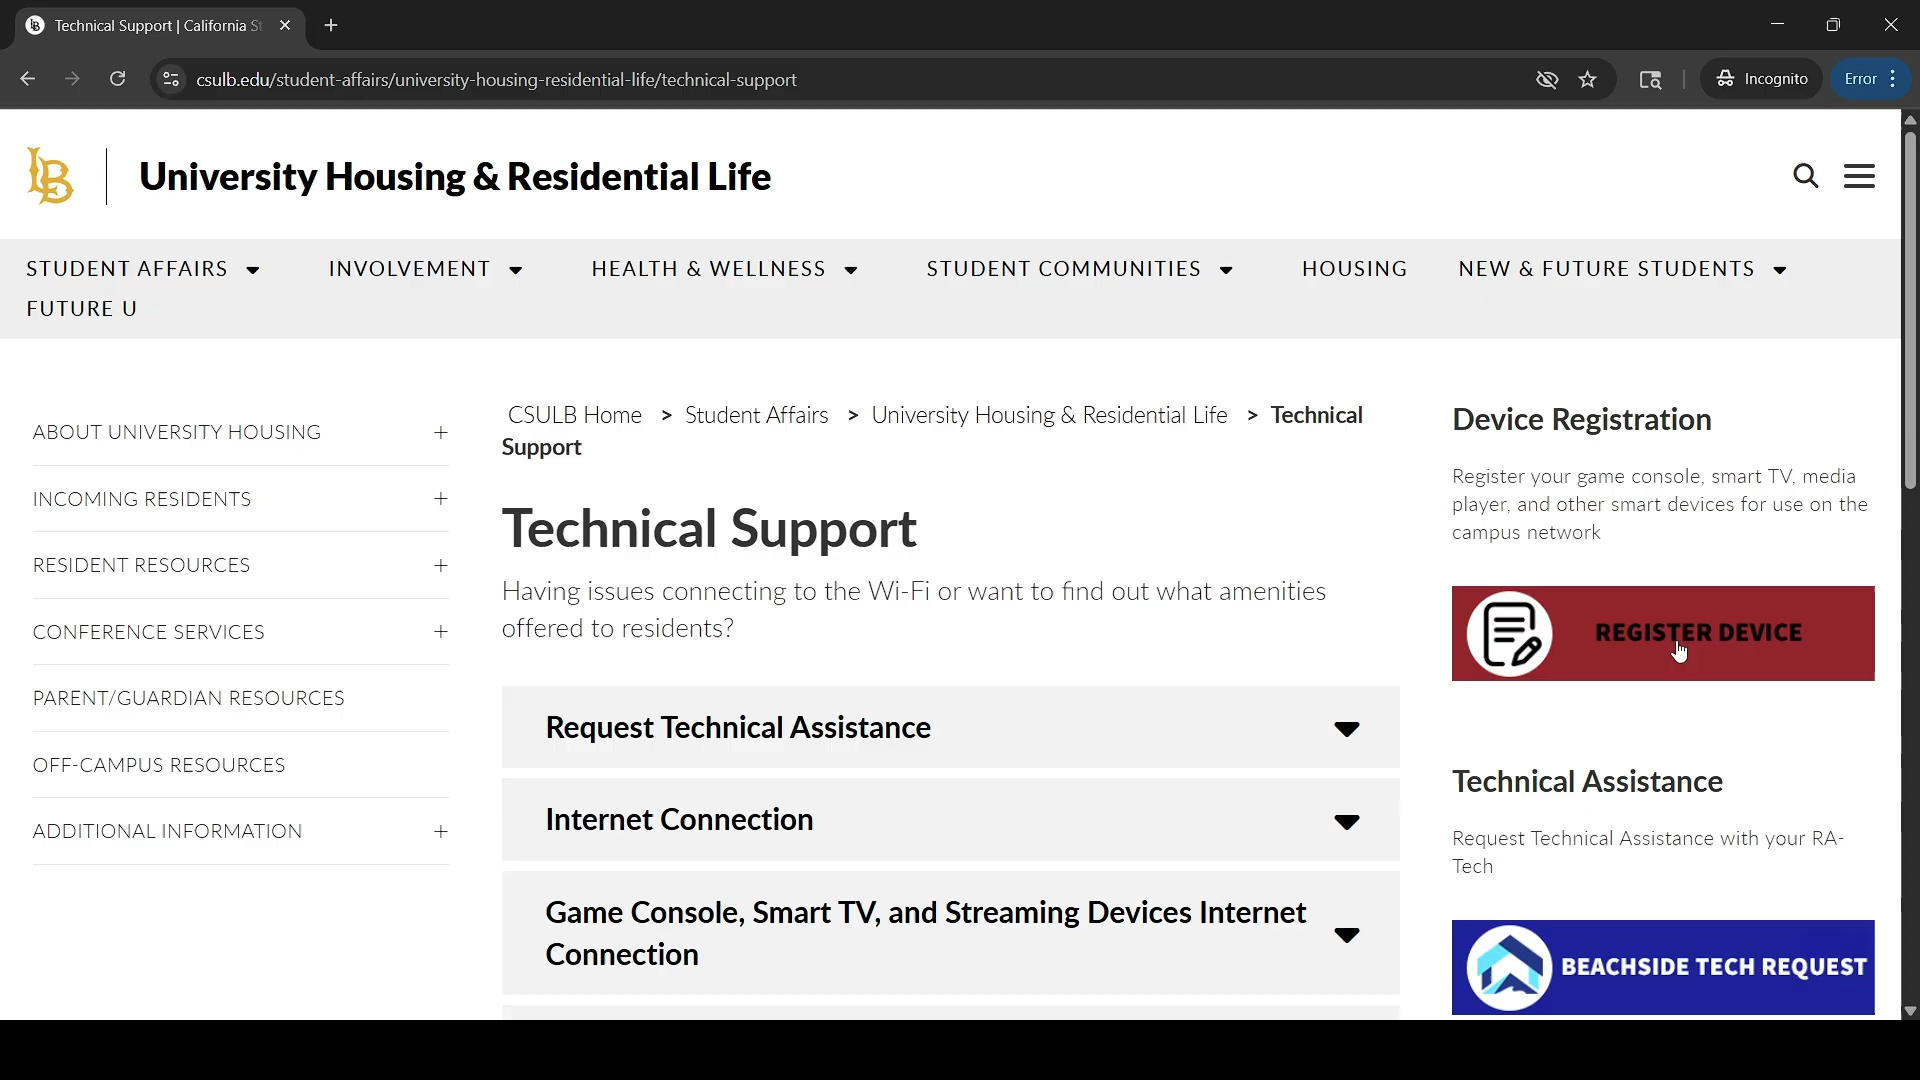 Technical Support | California St
csulb.edu/student-affairs/university-housing-residential-life/technical-support
Incognito
Error
LB
University Housing & Residential Life
STUDENT AFFAIRS
INVOLVEMENT
HEALTH & WELLNESS
STUDENT COMMUNITIES
HOUSING
NEW & FUTURE STUDENTS
FUTURE U
ABOUT UNIVERSITY HOUSING +
INCOMING RESIDENTS +
RESIDENT RESOURCES +
CONFERENCE SERVICES +
PARENT/GUARDIAN RESOURCES
OFF-CAMPUS RESOURCES
ADDITIONAL INFORMATION +
CSULB Home > Student Affairs > University Housing & Residential Life > Technical
Support
Technical Support
Having issues connecting to the Wi-Fi or want to find out what amenities
offered to residents?
Request Technical Assistance
Internet Connection
Game Console, Smart TV, and Streaming Devices Internet
Connection
Device Registration
Register your game console, smart TV, media
player, and other smart devices for use on the
campus network
REGISTER DEVICE
Technical Assistance
Request Technical Assistance with your RA-
Tech
BEACHSIDE TECH REQUEST